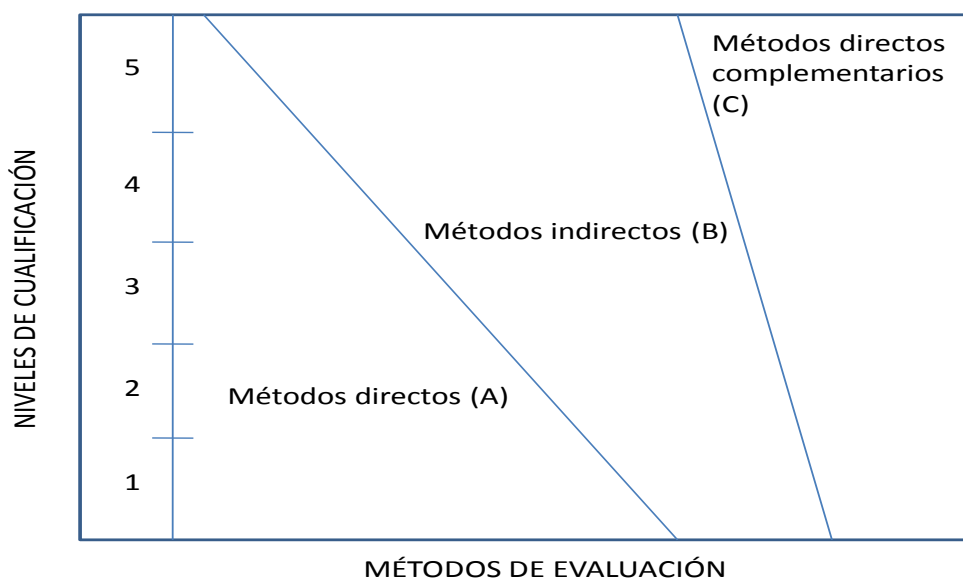 Métodos directos
complementarios
(C)
5
4
Métodos indirectos (B)
3
2
Métodos directos (A)
1
NIVELES DE CUALIFICACIÓN
MÉTODOS DE EVALUACIÓN